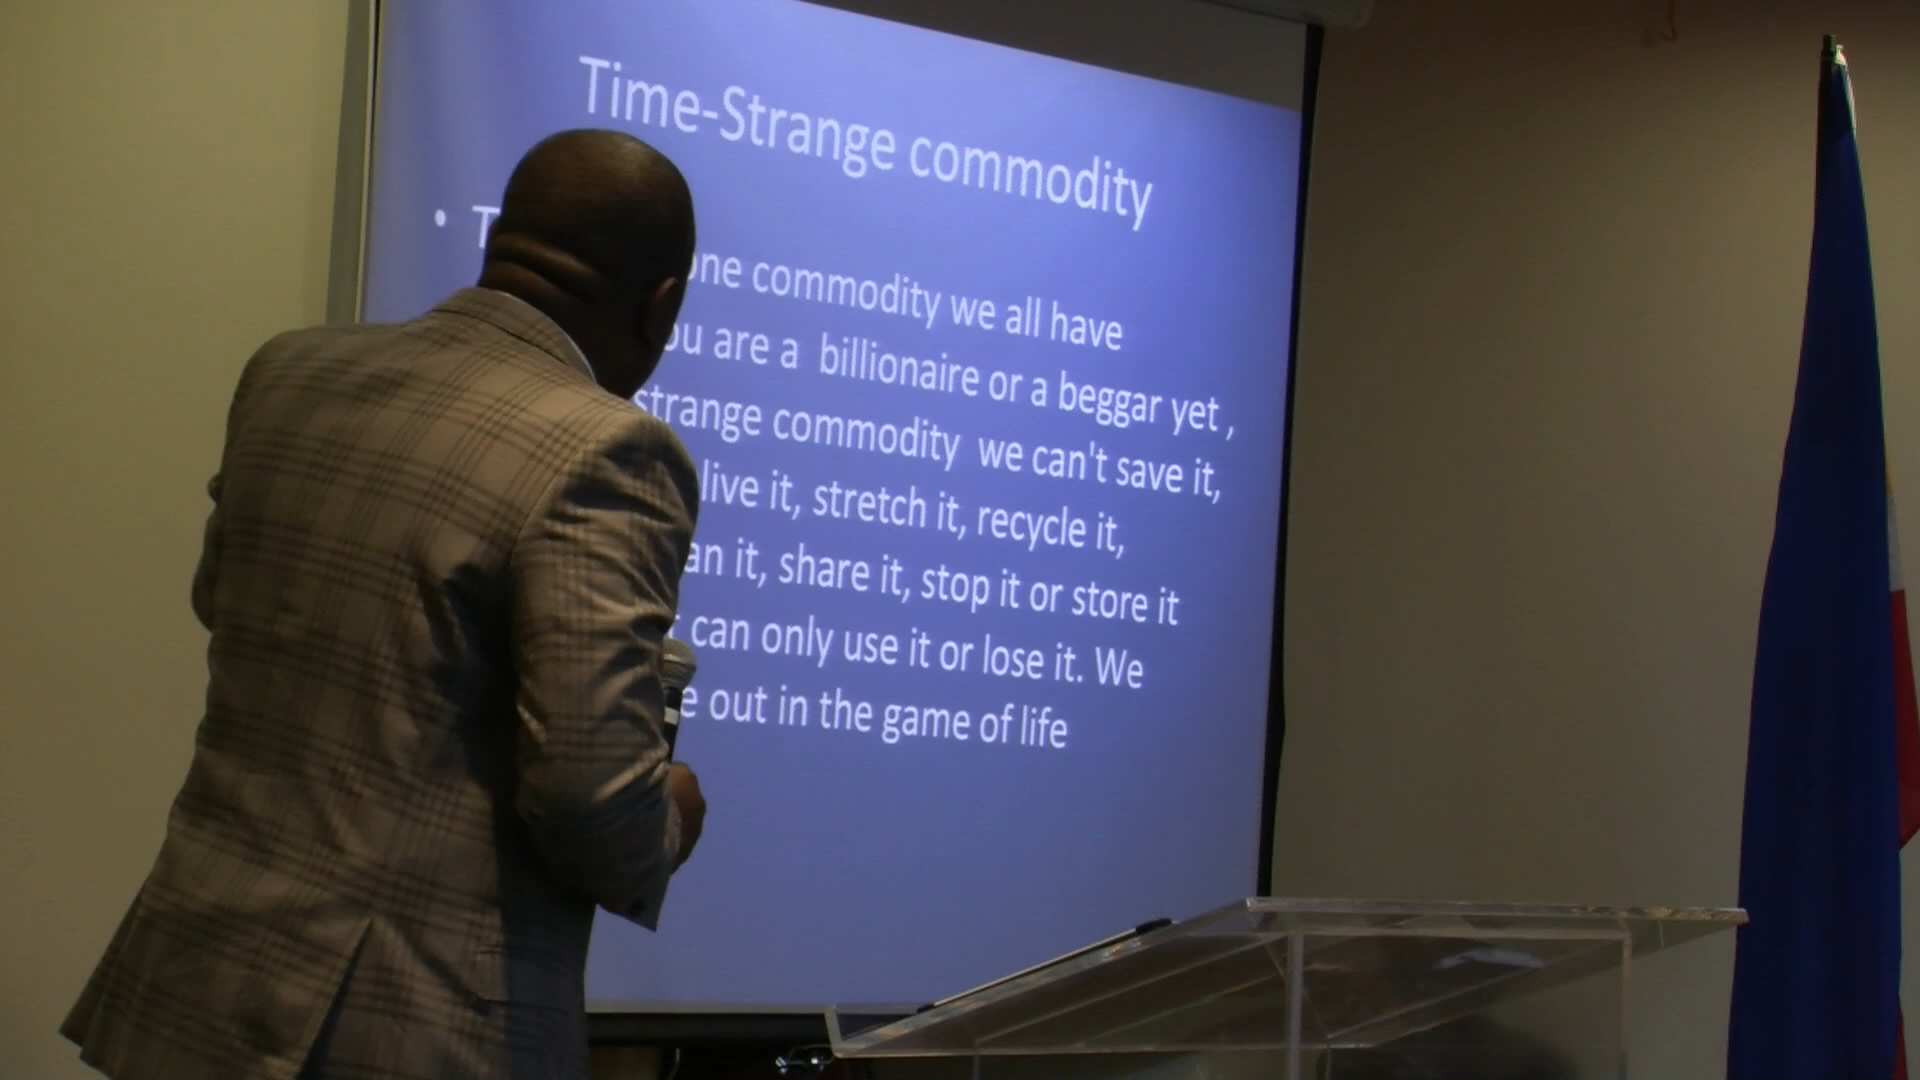 Time-Strange commodity
one commodity we all have
are a billionaire or a beggar yet ,
strange commodity we can't save it,
it, stretch it, recycle it,
it, share it, stop it or store it
can only use it or lose it. We
out in the game of life